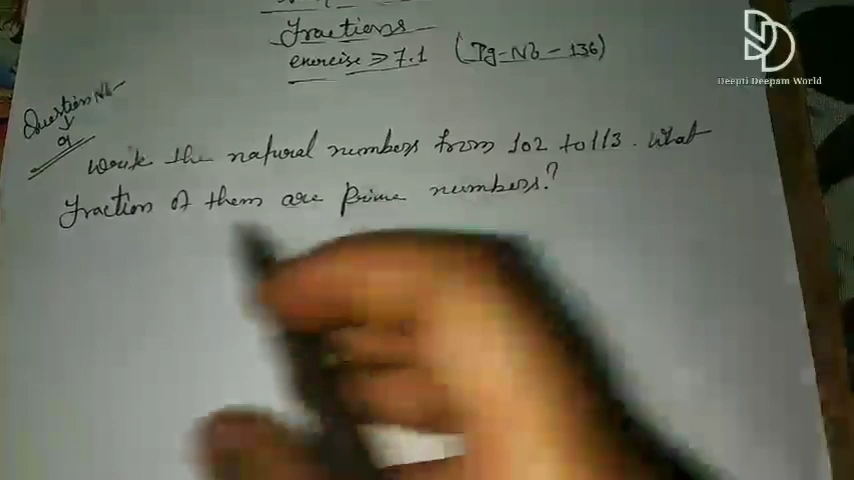 Fractions
exercise ⇒ 7.1 (Pg-No - 136)
Question No-
9
Write the natural numbers from 102 to 113. What
fraction of them are prime numbers?
Deepti Deepam World